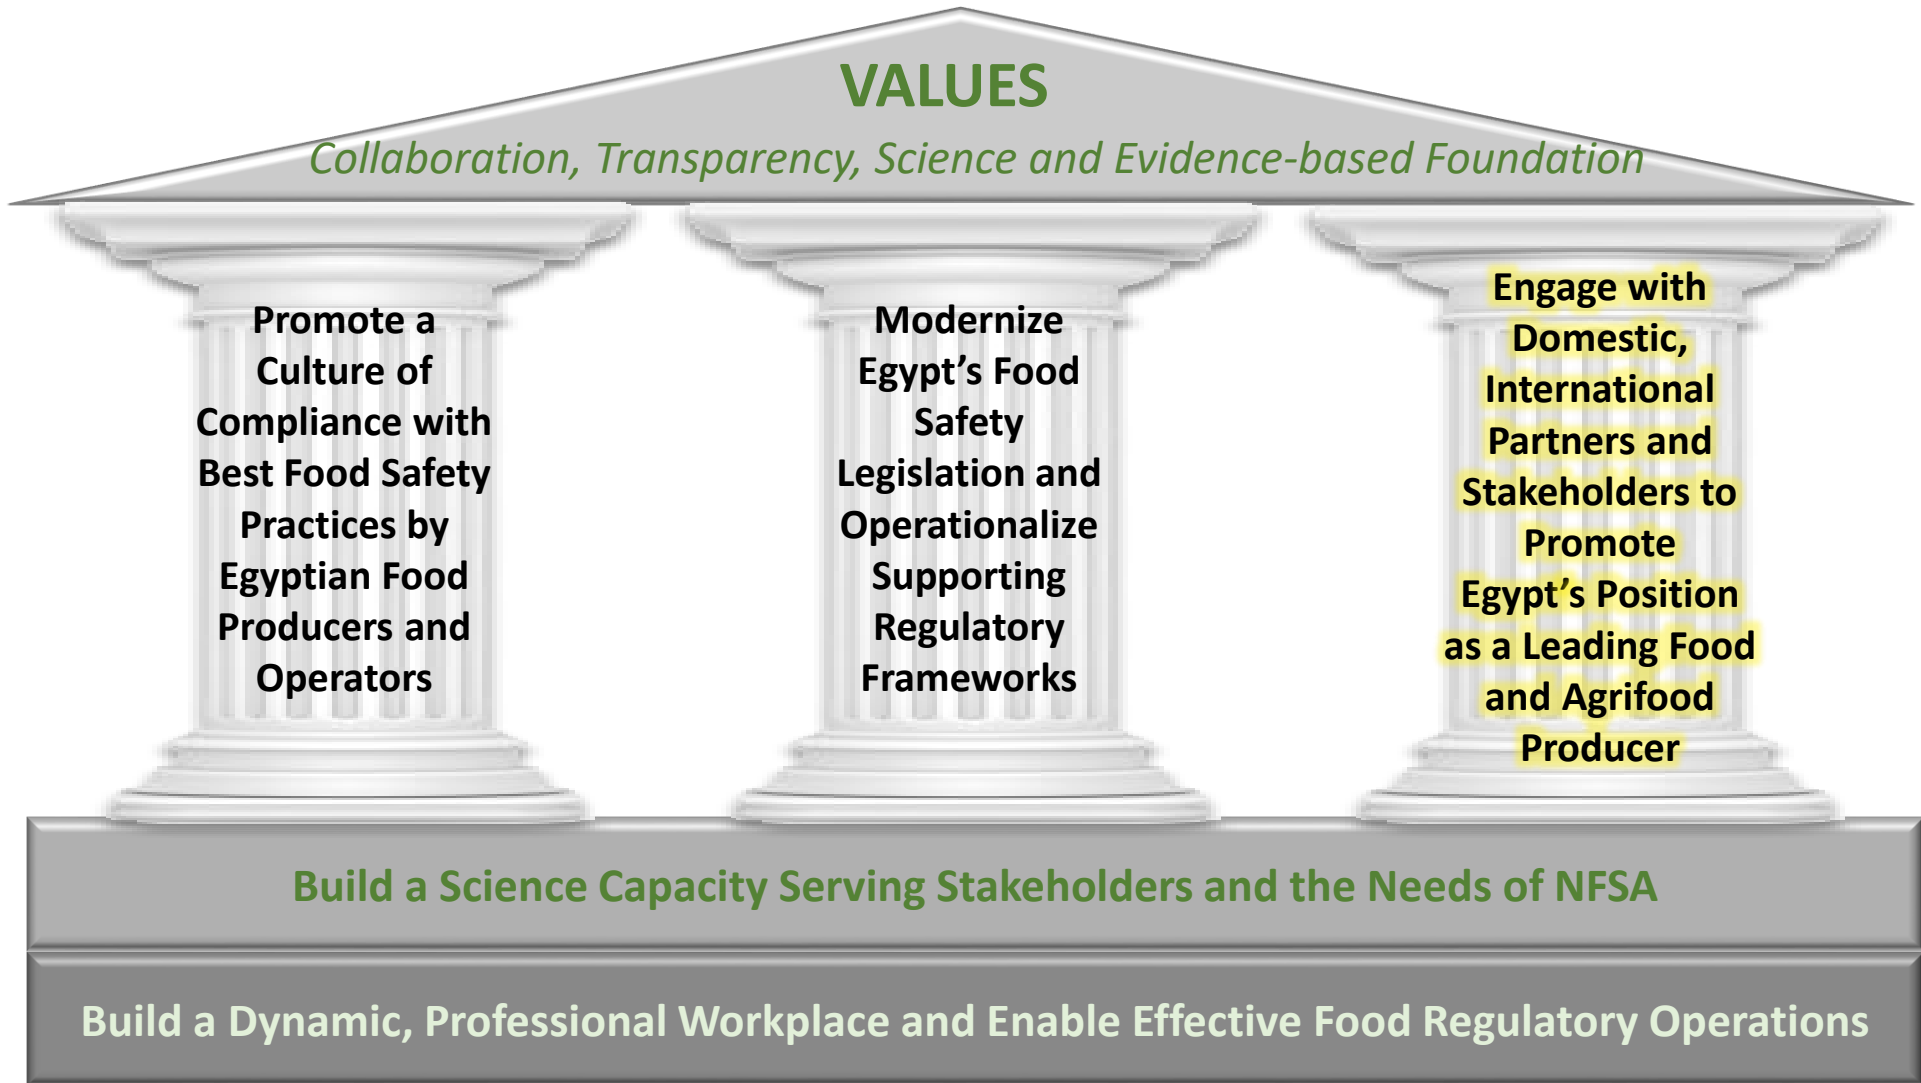 VALUES
Collaboration, Transparency, Science and Evidence-based Foundation
Promote a
Culture of
Compliance with
Best Food Safety
Practices by
Egyptian Food
Producers and
Operators
Modernize
Egypt’s Food
Safety
Legislation and
Operationalize
Supporting
Regulatory
Frameworks
Engage with
Domestic,
International
Partners and
Stakeholders to
Promote
Egypt’s Position
as a Leading Food
and Agrifood
Producer
Build a Science Capacity Serving Stakeholders and the Needs of NFSA
Build a Dynamic, Professional Workplace and Enable Effective Food Regulatory Operations